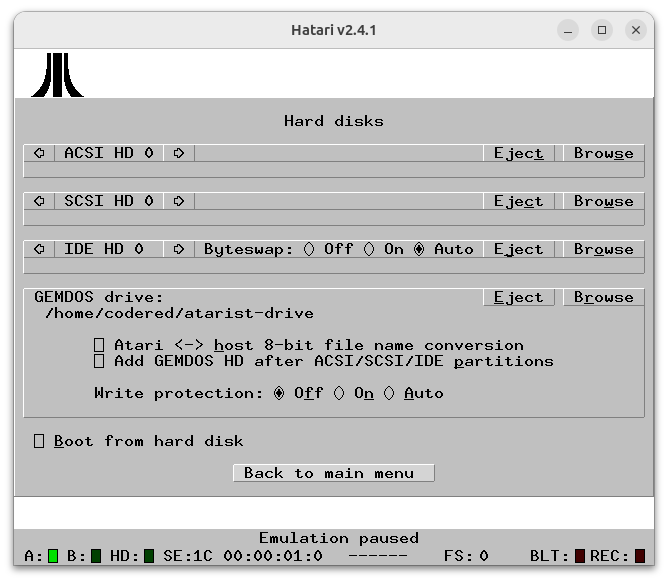 Hatari v2.4.1
Hard disks
ACSI HD 0 Eject Browse
SCSI HD 0 Eject Browse
IDE HD 0 Byteswap: Off On Auto Eject Browse
GEMDOS drive: Eject Browse
/home/codered/atarist-drive
Atari <-> host 8-bit file name conversion
Add GEMDOS HD after ACSI/SCSI/IDE partitions
Write protection: Off On Auto
Boot from hard disk
Back to main menu
Emulation paused
A: B: HD: SE:1C 00:00:01:0 ------ FS: 0 BLT: REC: